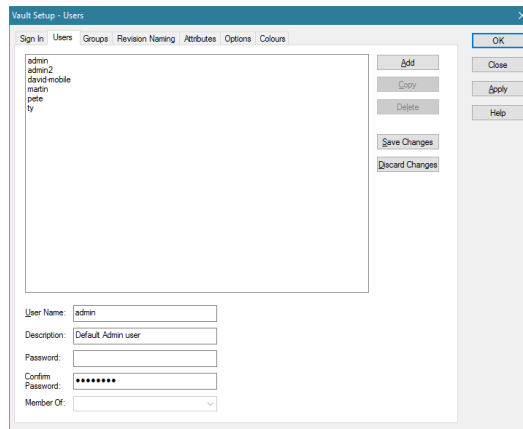 Vault Setup - Users
Sign In Users Groups Revision Naming Attributes Options Colours
OK
Close
Apply
Help
admin
admin2
david-mobile
martin
pete
ty
Add
Copy
Delete
Save Changes
Discard Changes
User Name: admin
Description: Default Admin user
Password:
Confirm
Password: ●●●●●●●●
Member Of: